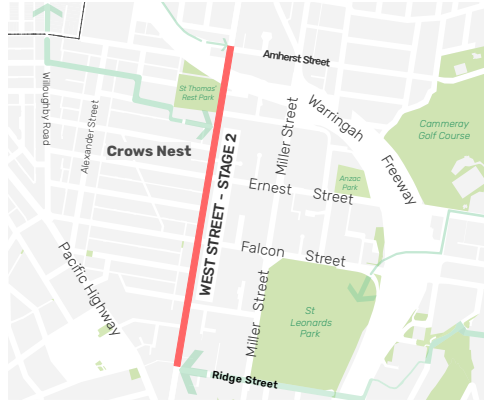 Amherst Street
Willoughby Road
Alexander Street
St Thomas'
Rest Park
Crows Nest
WEST STREET - STAGE 2
Miller Street
Warringah
Freeway
Cammeray
Golf Course
Anzac
Park
Ernest Street
Falcon Street
Pacific Highway
Miller Street
St
Leonards
Park
Ridge Street